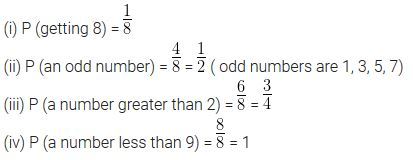 (i) P (getting 8) = 1/8
(ii) P (an odd number) = 4/8 = 1/2 ( odd numbers are 1, 3, 5, 7)
(iii) P (a number greater than 2) = 6/8 = 3/4
(iv) P (a number less than 9) = 8/8 = 1